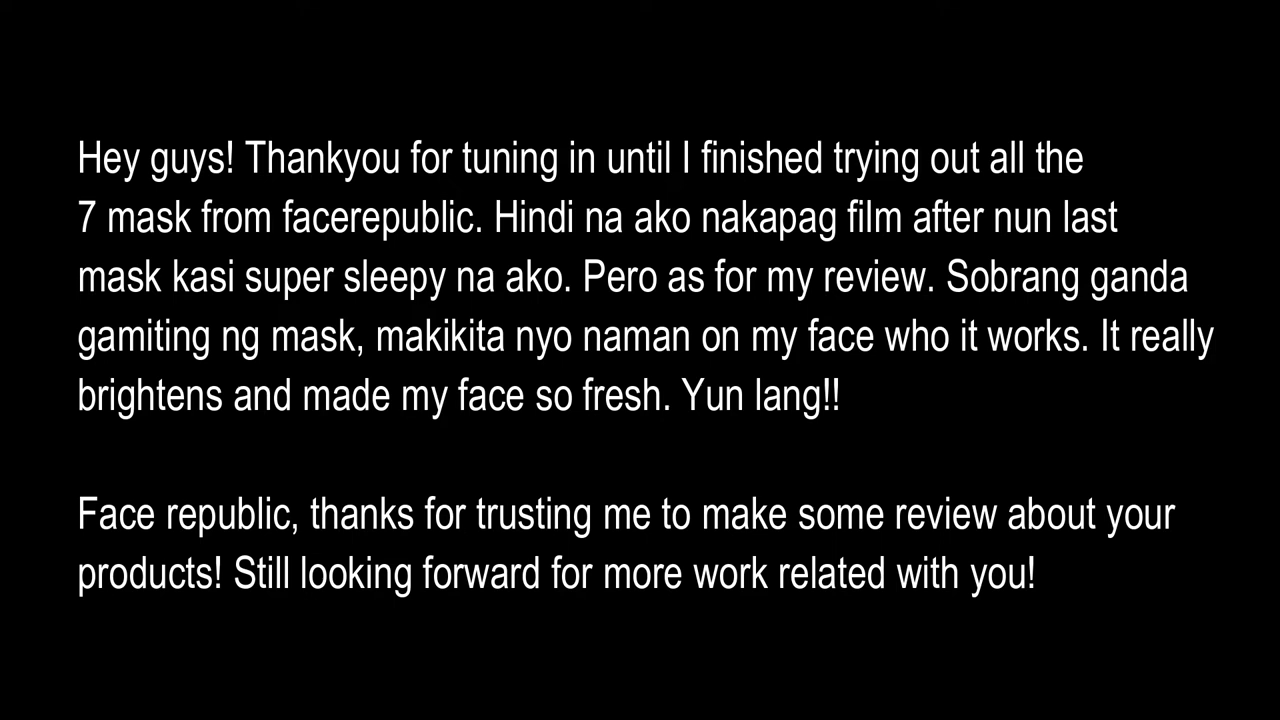 Hey guys! Thankyou for tuning in until I finished trying out all the
7 mask from facerepublic. Hindi na ako nakapag film after nun last
mask kasi super sleepy na ako. Pero as for my review. Sobrang ganda
gamiting ng mask, makikita nyo naman on my face who it works. It really
brightens and made my face so fresh. Yun lang!!
Face republic, thanks for trusting me to make some review about your
products! Still looking forward for more work related with you!